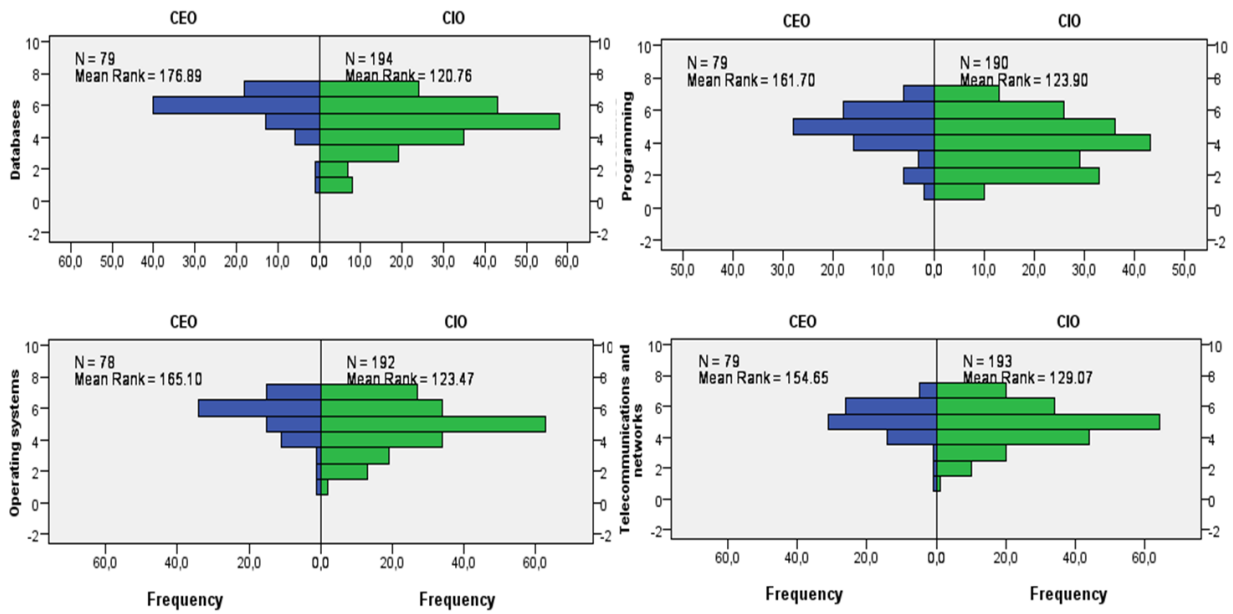 CEO CIO
N = 79 N = 194
Mean Rank = 176.89 Mean Rank = 120.76
Databases
10 8 6 4 2 0 -2
10 8 6 4 2 0 -2
60,0 50,0 40,0 30,0 20,0 10,0 0,0 10,0 20,0 30,0 40,0 50,0 60,0
CEO CIO
N = 79 N = 190
Mean Rank = 161.70 Mean Rank = 123.90
Programming
10 8 6 4 2 0 -2
10 8 6 4 2 0 -2
50,0 40,0 30,0 20,0 10,0 0,0 10,0 20,0 30,0 40,0 50,0
CEO CIO
N = 78 N = 192
Mean Rank = 165.10 Mean Rank = 123.47
Operating systems
10 8 6 4 2 0 -2
10 8 6 4 2 0 -2
60,0 40,0 20,0 0,0 20,0 40,0 60,0
Frequency Frequency
CEO CIO
N = 79 N = 193
Mean Rank = 154.65 Mean Rank = 129.07
Telecommunications and
networks
10 8 6 4 2 0 -2
10 8 6 4 2 0 -2
60,0 40,0 20,0 0,0 20,0 40,0 60,0
Frequency Frequency